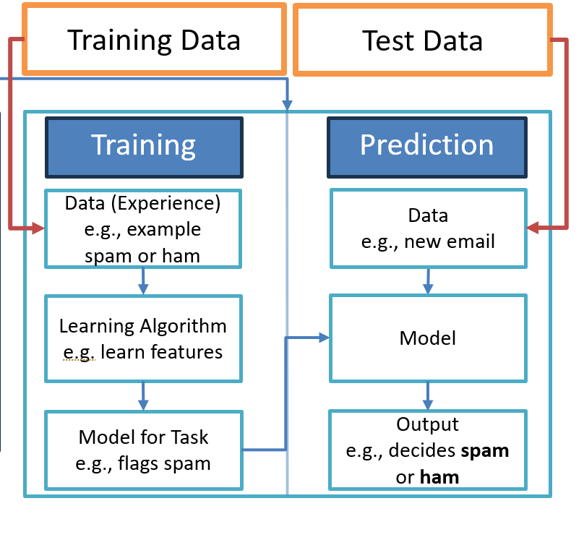 Training Data
Test Data
Training
Prediction
Data (Experience)
e.g., example
spam or ham
Data
e.g., new email
Learning Algorithm
e.g. learn features
Model
Model for Task
e.g., flags spam
Output
e.g., decides spam
or ham